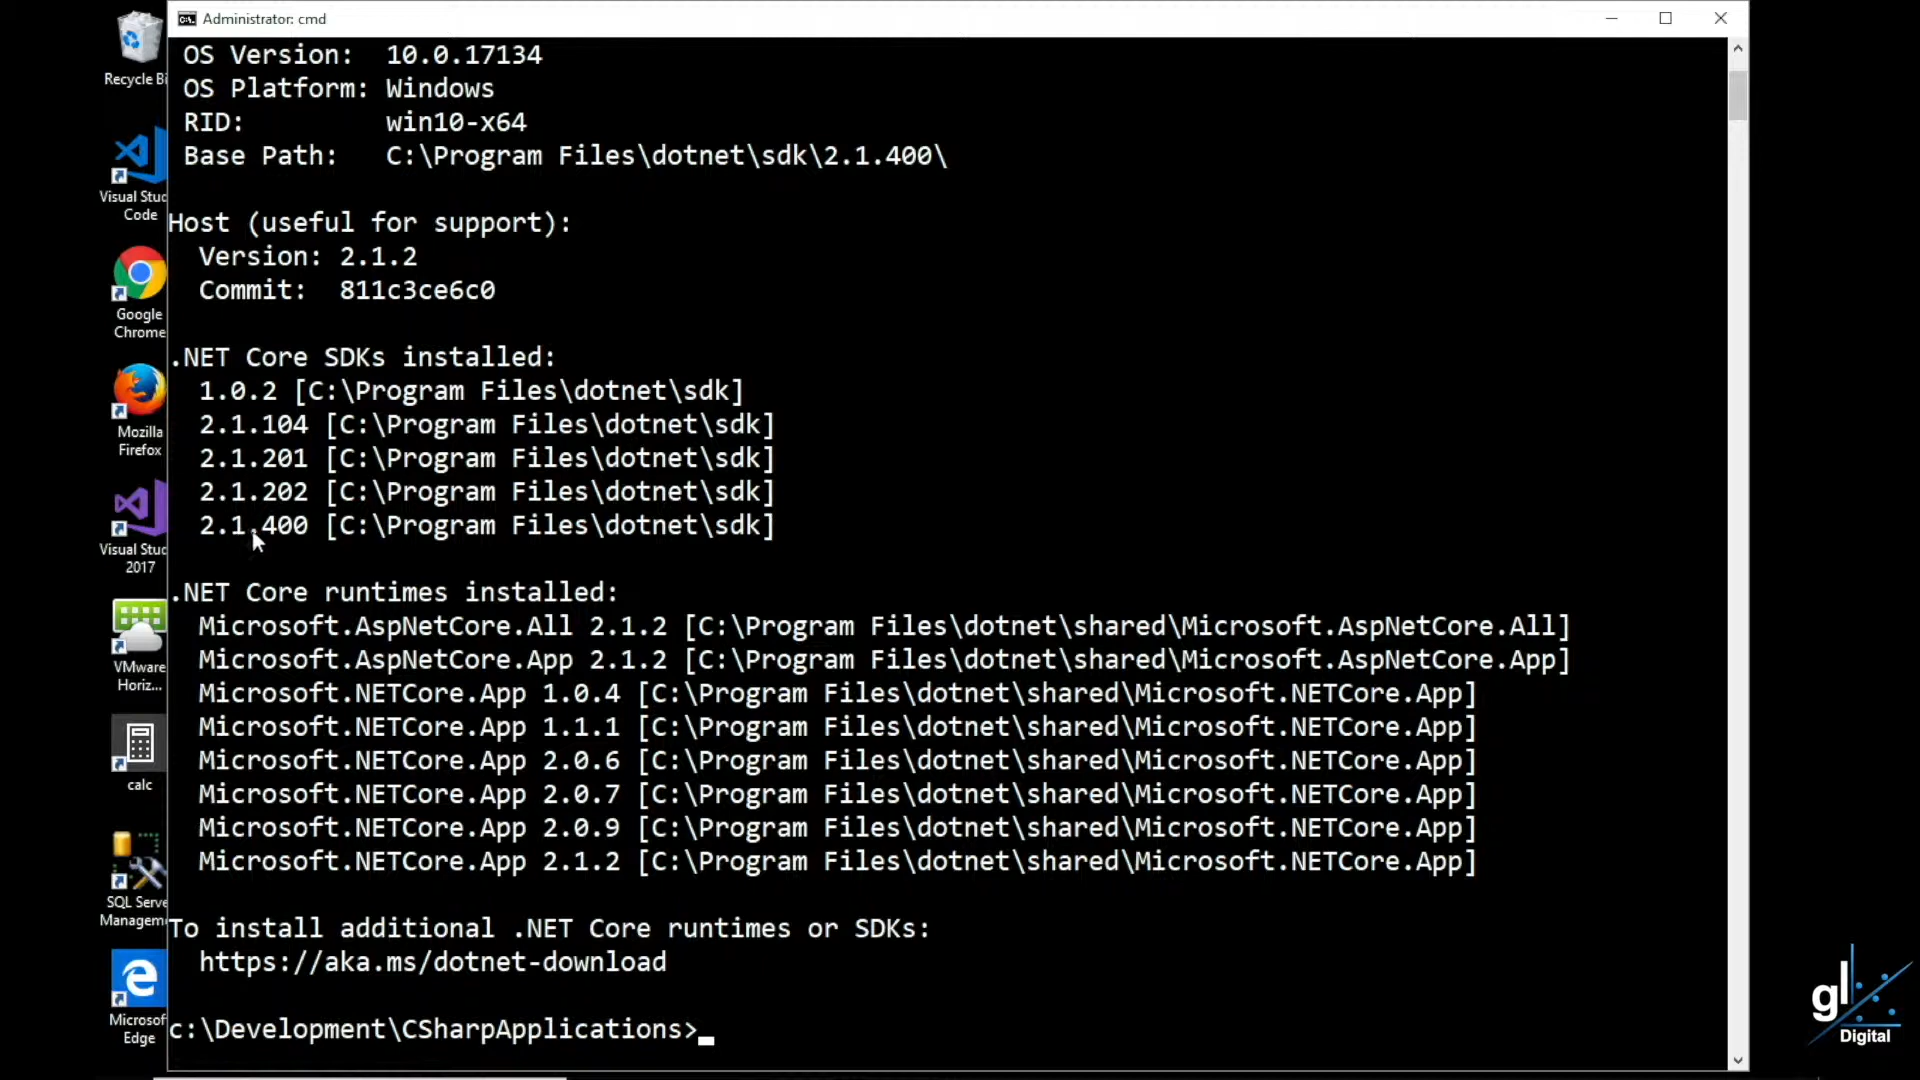 Administrator: cmd
OS Version: 10.0.17134
OS Platform: Windows
RID: win10-x64
Base Path: C:\Program Files\dotnet\sdk\2.1.400\
Host (useful for support):
Version: 2.1.2
Commit: 811c3ce6c0
.NET Core SDKs installed:
1.0.2 [C:\Program Files\dotnet\sdk]
2.1.104 [C:\Program Files\dotnet\sdk]
2.1.201 [C:\Program Files\dotnet\sdk]
2.1.202 [C:\Program Files\dotnet\sdk]
2.1.400 [C:\Program Files\dotnet\sdk]
.NET Core runtimes installed:
Microsoft.AspNetCore.All 2.1.2 [C:\Program Files\dotnet\shared\Microsoft.AspNetCore.All]
Microsoft.AspNetCore.App 2.1.2 [C:\Program Files\dotnet\shared\Microsoft.AspNetCore.App]
Microsoft.NETCore.App 1.0.4 [C:\Program Files\dotnet\shared\Microsoft.NETCore.App]
Microsoft.NETCore.App 1.1.1 [C:\Program Files\dotnet\shared\Microsoft.NETCore.App]
Microsoft.NETCore.App 2.0.6 [C:\Program Files\dotnet\shared\Microsoft.NETCore.App]
Microsoft.NETCore.App 2.0.7 [C:\Program Files\dotnet\shared\Microsoft.NETCore.App]
Microsoft.NETCore.App 2.0.9 [C:\Program Files\dotnet\shared\Microsoft.NETCore.App]
Microsoft.NETCore.App 2.1.2 [C:\Program Files\dotnet\shared\Microsoft.NETCore.App]
To install additional .NET Core runtimes or SDKs:
https://aka.ms/dotnet-download
c:\Development\CSharpApplications>
Recycle Bi
Visual Stud
Code
Google
Chrome
Mozilla
Firefox
Visual Stud
2017
VMware
Horiz...
calc
SQL Serve
Managem
Microsof
Edge
gl
Digital